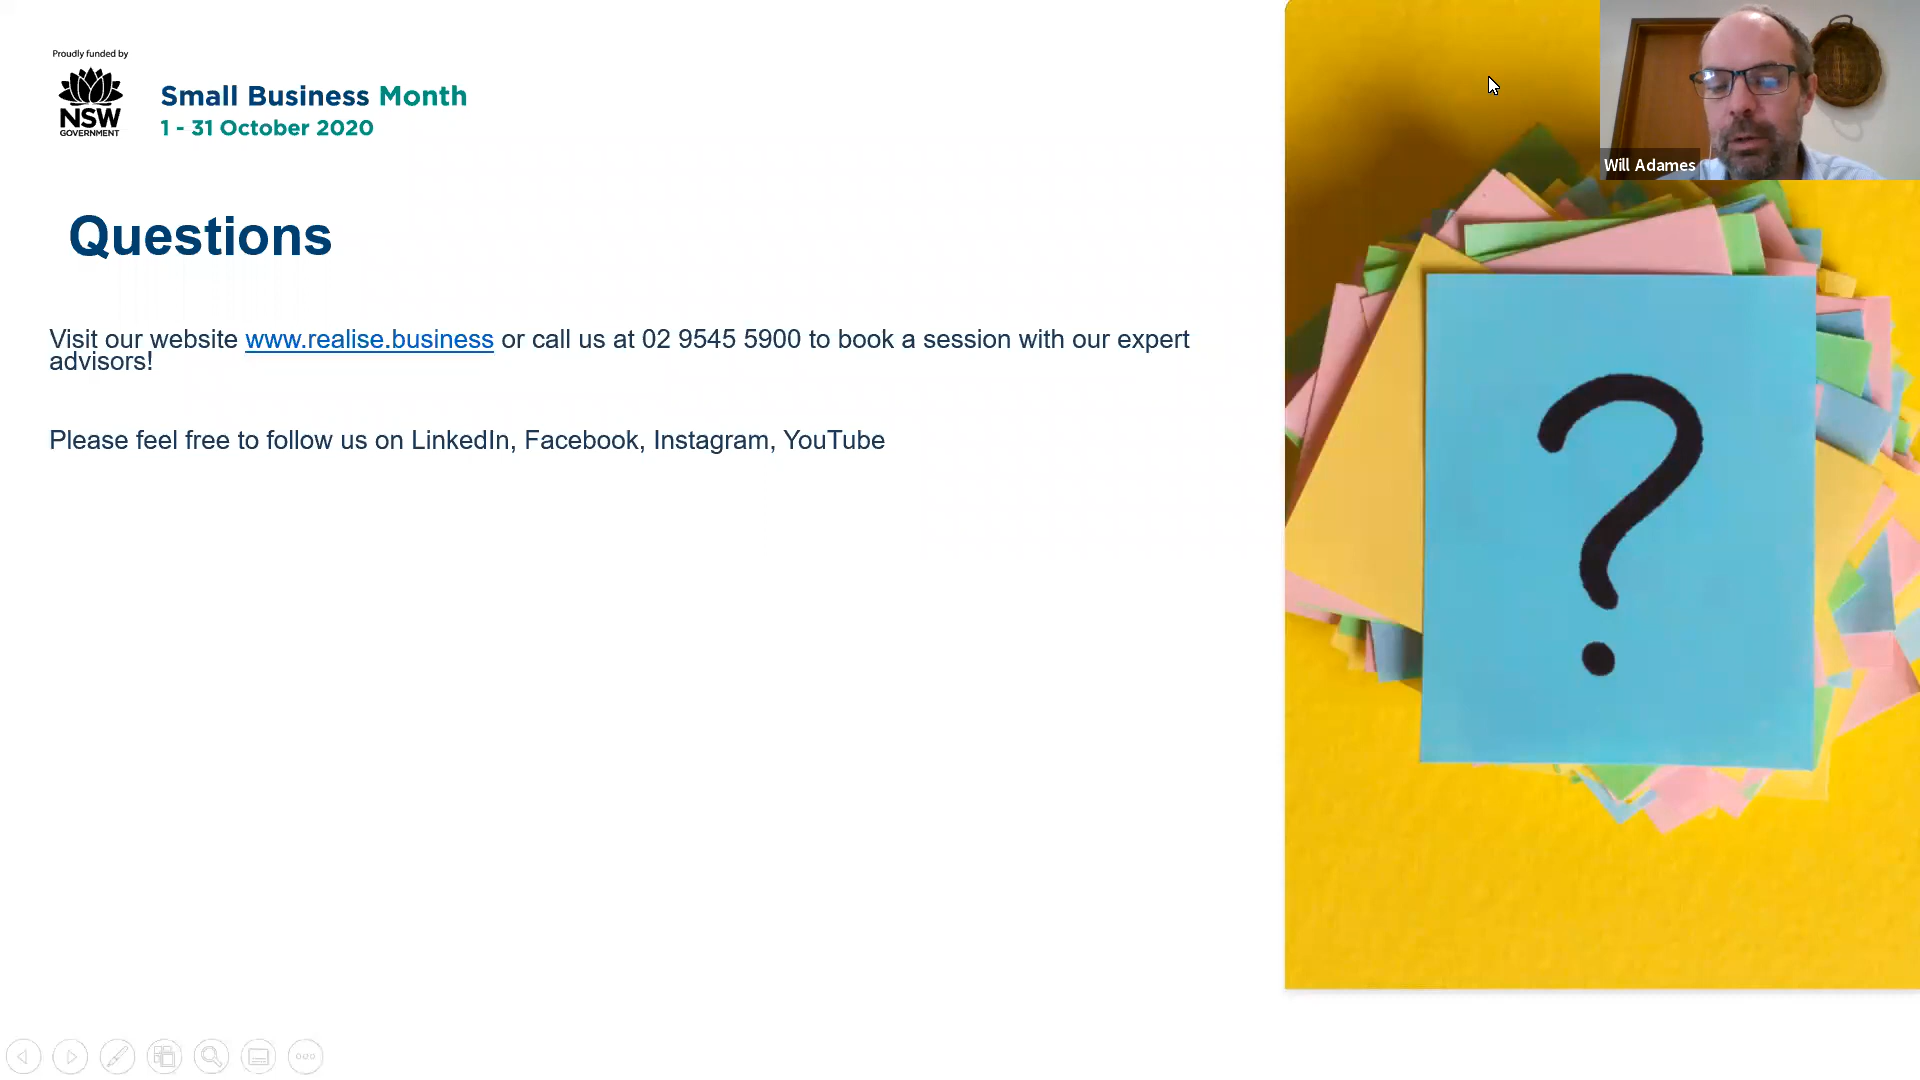 Proudly funded by
NSW
GOVERNMENT
Small Business Month
1 - 31 October 2020
Will Adames
Questions
Visit our website www.realise.business or call us at 02 9545 5900 to book a session with our expert
advisors!
Please feel free to follow us on LinkedIn, Facebook, Instagram, YouTube
?